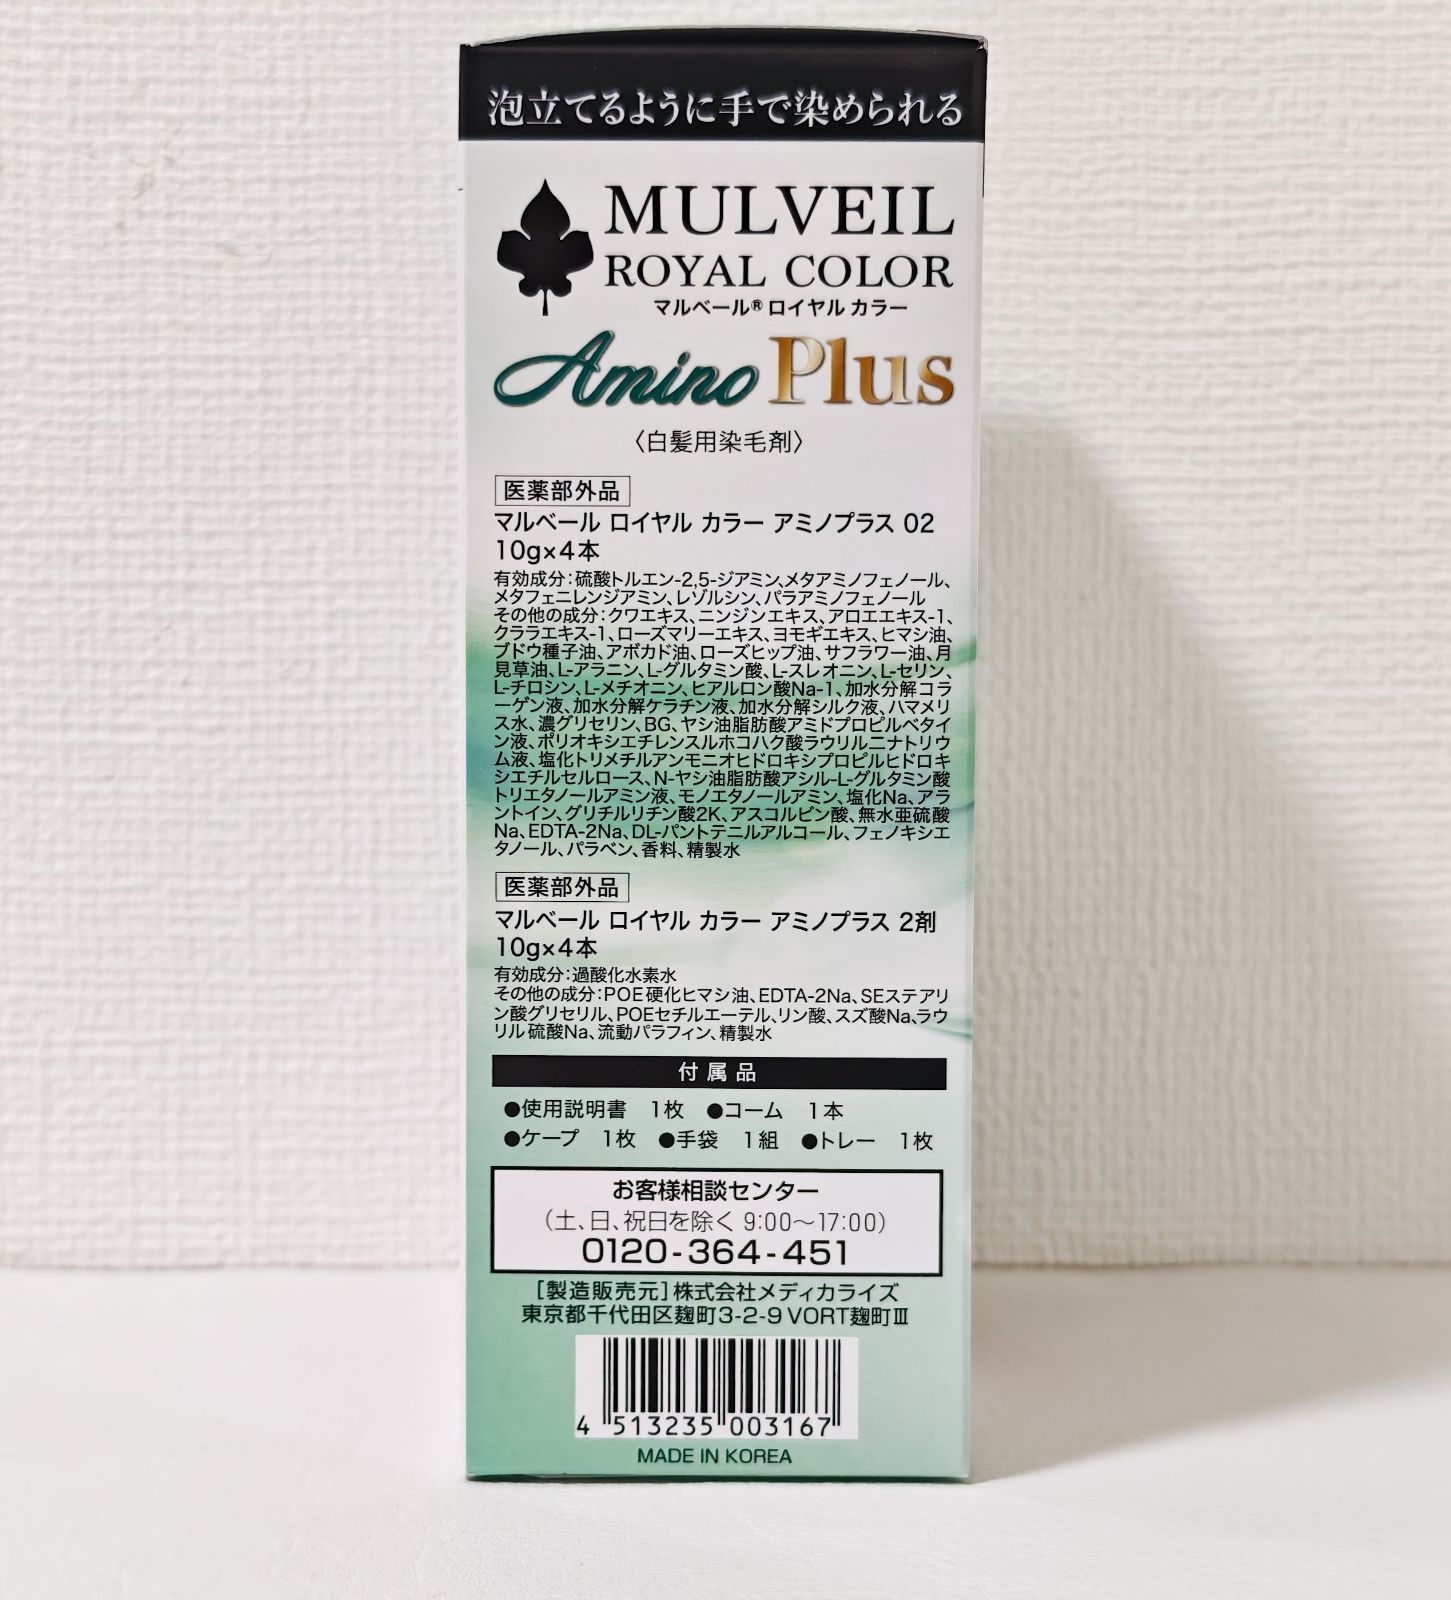 泡立てるように手で染められる
MULVEIL
ROYAL COLOR
マルベール® ロイヤル カラー
Amino Plus
〈白髪用染毛剤〉
医薬部外品
マルベール ロイヤル カラー アミノプラス 02
10g×4本
有効成分：硫酸トルエン-2,5-ジアミン、メタアミノフェノール、
メタフェニレンジアミン、レゾルシン、パラアミノフェノール
その他の成分：クワエキス、ニンジンエキス、アロエエキス-1、
クララエキス-1、ローズマリーエキス、ヨモギエキス、ヒマシ油、
ブドウ種子油、アボカド油、ローズヒップ油、サフラワー油、月
見草油、L-アラニン、L-グルタミン酸、L-スレオニン、L-セリン、
L-チロシン、L-メチオニン、ヒアルロン酸Na-1、加水分解コラ
ーゲン液、加水分解ケラチン液、加水分解シルク液、ハマメリ
ス水、濃グリセリン、BG、ヤシ油脂肪酸アミドプロピルベタイ
ン液、ポリオキシエチレンスルホコハク酸ラウリル二ナトリウ
ム液、塩化トリメチルアンモニオヒドロキシプロピルヒドロキ
シエチルセルロース、N-ヤシ油脂肪酸アシル-L-グルタミン酸
トリエタノールアミン液、モノエタノールアミン、塩化Na、アラ
ントイン、グリチルリチン酸2K、アスコルビン酸、無水亜硫酸
Na、EDTA-2Na、DL-パントテニルアルコール、フェノキシエ
タノール、パラベン、香料、精製水
医薬部外品
マルベール ロイヤル カラー アミノプラス 2剤
10g×4本
有効成分：過酸化水素水
その他の成分：POE硬化ヒマシ油、EDTA-2Na、SEステアリ
ン酸グリセリル、POEセチルエーテル、リン酸、スズ酸Na、ラウ
リル硫酸Na、流動パラフィン、精製水
付属品
●使用説明書 1枚 ●コーム 1本
●ケープ 1枚 ●手袋 1組 ●トレー 1枚
お客様相談センター
（土、日、祝日を除く 9:00～17:00）
0120-364-451
［製造販売元］株式会社メディカライズ
東京都千代田区麹町3-2-9 VORT麹町Ⅲ
4 513235 003167
MADE IN KOREA